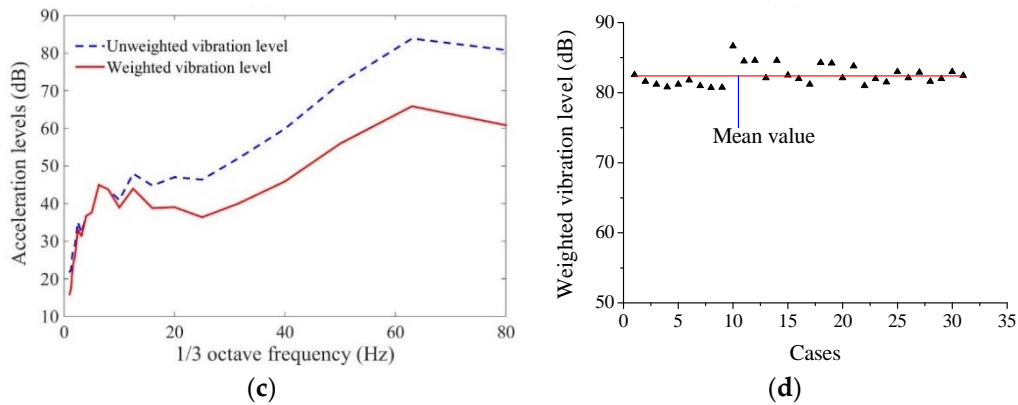 90
80
70
60
50
40
30
20
10
Acceleration levels (dB)
Unweighted vibration level
Weighted vibration level
0 20 40 60 80
1/3 octave frequency (Hz)
(c)
90
80
70
60
50
Weighted vibration level (dB)
Mean value
0 5 10 15 20 25 30 35
Cases
(d)